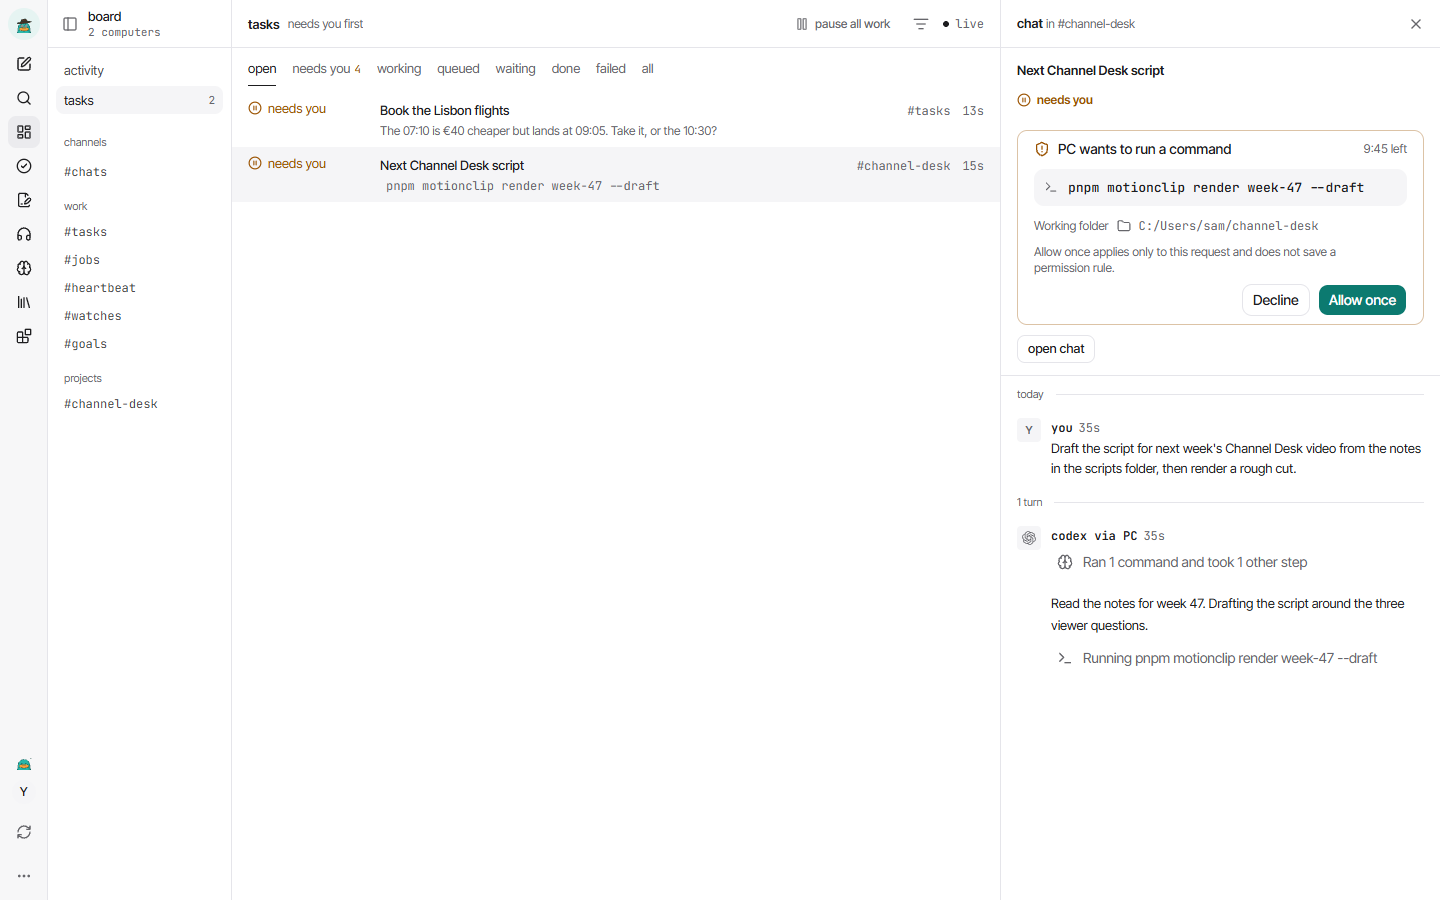 board
2 computers
activity
tasks 2
channels
#chats
work
#tasks
#jobs
#heartbeat
#watches
#goals
projects
#channel-desk
Y
tasks needs you first
pause all work
live
open needs you 4 working queued waiting done failed all
needs you Book the Lisbon flights #tasks 13s
The 07:10 is €40 cheaper but lands at 09:05. Take it, or the 10:30?
needs you Next Channel Desk script #channel-desk 15s
pnpm motionclip render week-47 --draft
chat in #channel-desk
Next Channel Desk script
needs you
PC wants to run a command 9:45 left
pnpm motionclip render week-47 --draft
Working folder C:/Users/sam/channel-desk
Allow once applies only to this request and does not save a
permission rule.
Decline Allow once
open chat
today
Y you 35s
Draft the script for next week's Channel Desk video from the notes
in the scripts folder, then render a rough cut.
1 turn
codex via PC 35s
Ran 1 command and took 1 other step
Read the notes for week 47. Drafting the script around the three
viewer questions.
Running pnpm motionclip render week-47 --draft